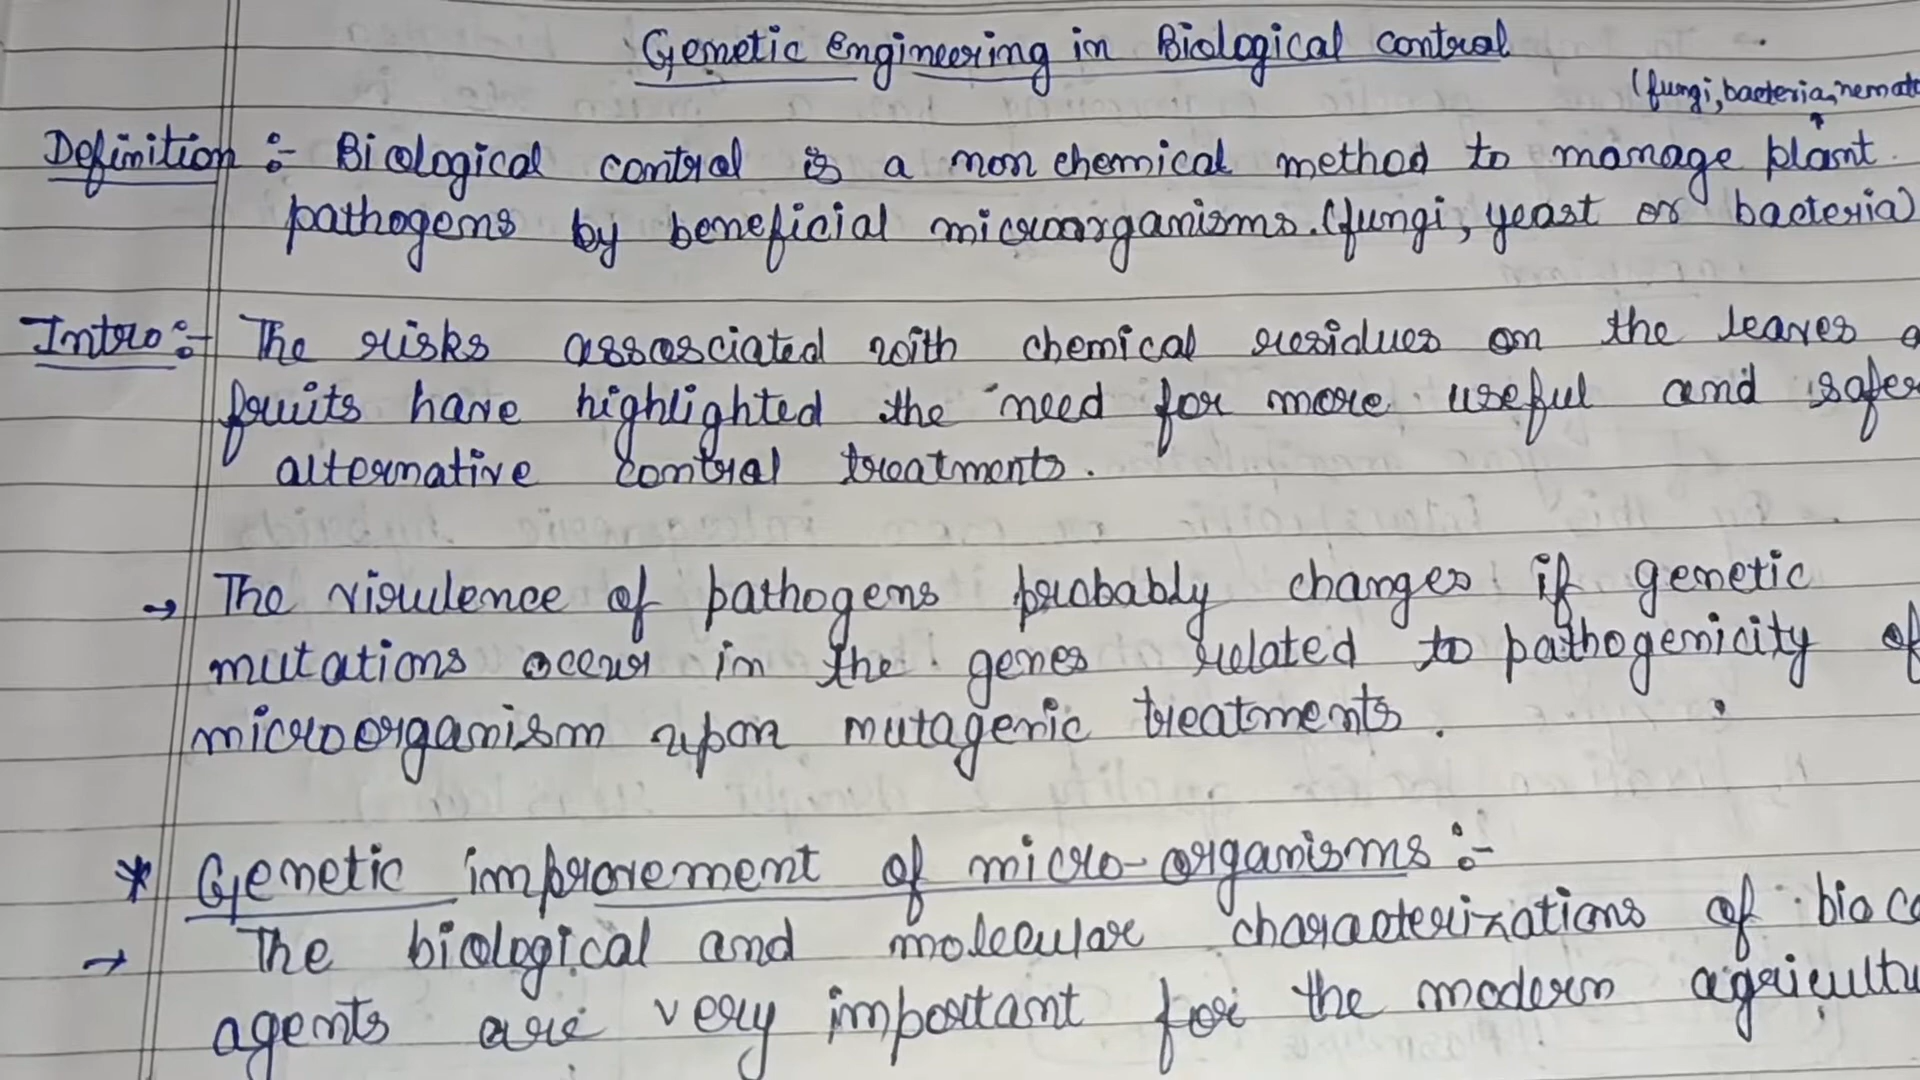 Genetic engineering in Biological control
(fungi, bacteria, nemato
Definition :- Biological control is a non chemical method to manage plant
pathogens by beneficial microorganisms. (fungi, yeast or bacteria)
Intro :- The risks assosciated with chemical residues on the leaves
fruits have highlighted the need for more useful and safer
alternative control treatments.
→ The virulence of pathogens probably changes if genetic
mutations occur in the genes related to pathogenicity of
microorganism upon mutagenic treatments.
* Genetic improvement of micro-organisms :-
→ The biological and molecular characterizations of bioco
agents are very important for the modern agricultu